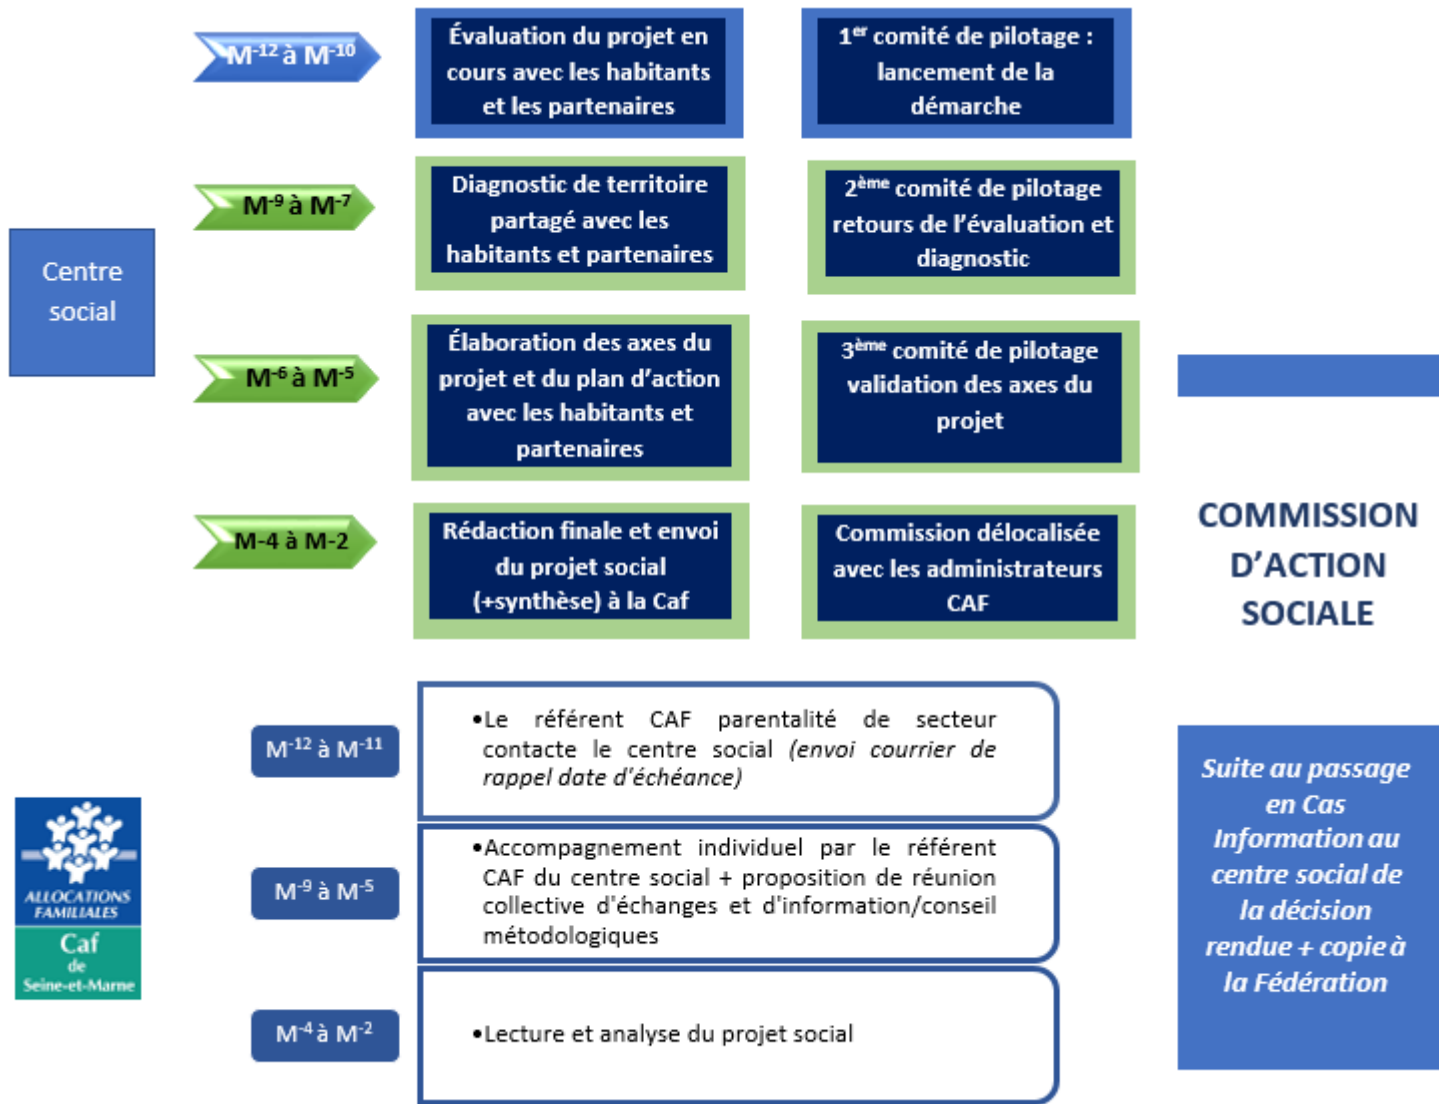 M-12 à M-10
Évaluation du projet en
cours avec les habitants
et les partenaires
1er comité de pilotage :
lancement de la
démarche
M-9 à M-7
Diagnostic de territoire
partagé avec les
habitants et partenaires
2ème comité de pilotage
retours de l'évaluation et
diagnostic
Centre
social
M-6 à M-5
Élaboration des axes du
projet et du plan d'action
avec les habitants et
partenaires
3ème comité de pilotage
validation des axes du
projet
M-4 à M-2
Rédaction finale et envoi
du projet social
(+synthèse) à la Caf
Commission délocalisée
avec les administrateurs
CAF
COMMISSION
D'ACTION
SOCIALE
M-12 à M-11
•Le référent CAF parentalité de secteur
contacte le centre social (envoi courrier de
rappel date d'échéance)
ALLOCATIONS
FAMILIALES
Caf
de
Seine-et-Marne
M-9 à M-5
•Accompagnement individuel par le référent
CAF du centre social + proposition de réunion
collective d'échanges et d'information/conseil
métodologiques
M-4 à M-2
•Lecture et analyse du projet social
Suite au passage
en Cas
Information au
centre social de
la décision
rendue + copie à
la Fédération